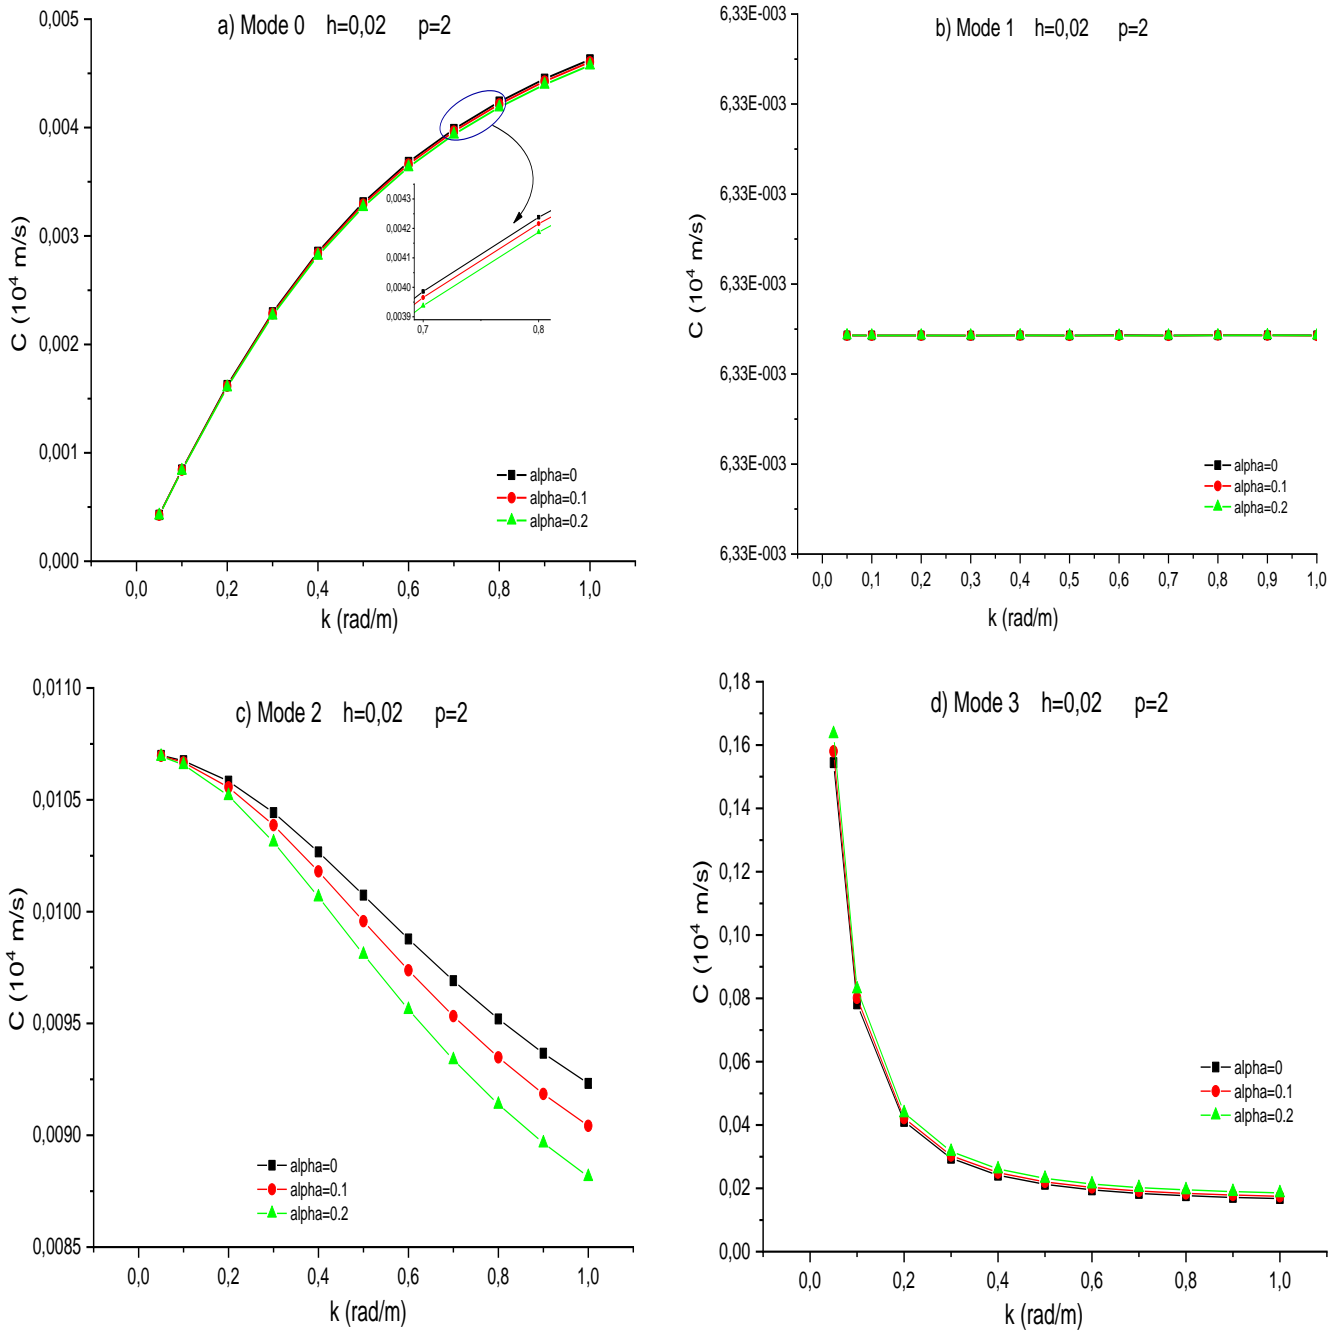 a) Mode 0 h=0,02 p=2
0,005
0,004
0,003
0,002
0,001
0,000
C (10⁴ m/s)
0,0043
0,0042
0,0041
0,0040
0,0039
0,7 0,8
alpha=0
alpha=0.1
alpha=0.2
0,0 0,2 0,4 0,6 0,8 1,0
k (rad/m)
b) Mode 1 h=0,02 p=2
6,33E-003
6,33E-003
6,33E-003
6,33E-003
6,33E-003
6,33E-003
6,33E-003
C (10⁴ m/s)
alpha=0
alpha=0.1
alpha=0.2
0,0 0,1 0,2 0,3 0,4 0,5 0,6 0,7 0,8 0,9 1,0
k (rad/m)
c) Mode 2 h=0,02 p=2
0,0110
0,0105
0,0100
0,0095
0,0090
0,0085
C (10⁴ m/s)
alpha=0
alpha=0.1
alpha=0.2
0,0 0,2 0,4 0,6 0,8 1,0
k (rad/m)
d) Mode 3 h=0,02 p=2
0,18
0,16
0,14
0,12
0,10
0,08
0,06
0,04
0,02
0,00
C (10⁴ m/s)
alpha=0
alpha=0.1
alpha=0.2
0,0 0,2 0,4 0,6 0,8 1,0
k (rad/m)